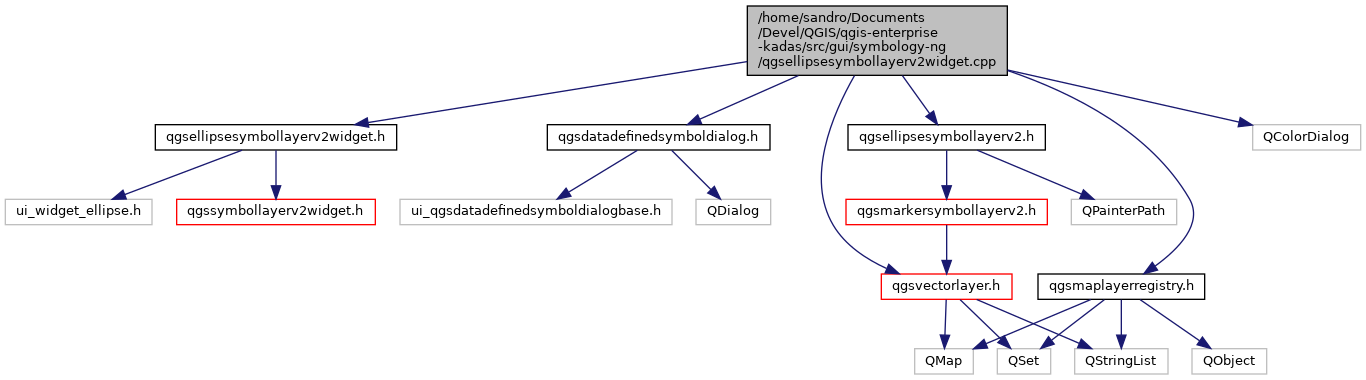 /home/sandro/Documents
/Devel/QGIS/qgis-enterprise
-kadas/src/gui/symbology-ng
/qgsellipsesymbollayerv2widget.cpp
qgsellipsesymbollayerv2widget.h
qgsdatadefinedsymboldialog.h
qgsellipsesymbollayerv2.h
QColorDialog
ui_widget_ellipse.h
qgssymbollayerv2widget.h
ui_qgsdatadefinedsymboldialogbase.h
QDialog
qgsmarkersymbollayerv2.h
QPainterPath
qgsvectorlayer.h
qgsmaplayerregistry.h
QMap
QSet
QStringList
QObject